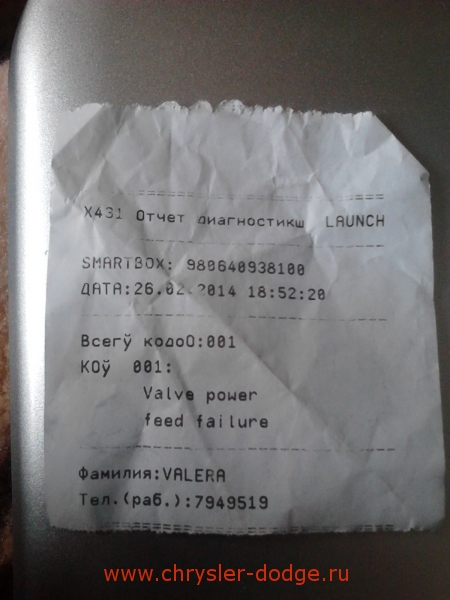 X431 Отчет диагностикш LAUNCH
SMARTBOX: 980640938100
ДАТА:26.02.2014 18:52:20
Всегў кодоО:001
КОў 001:
Valve power
feed failure
Фамилия:VALERA
Тел.(раб.):7949519
www.chrysler-dodge.ru